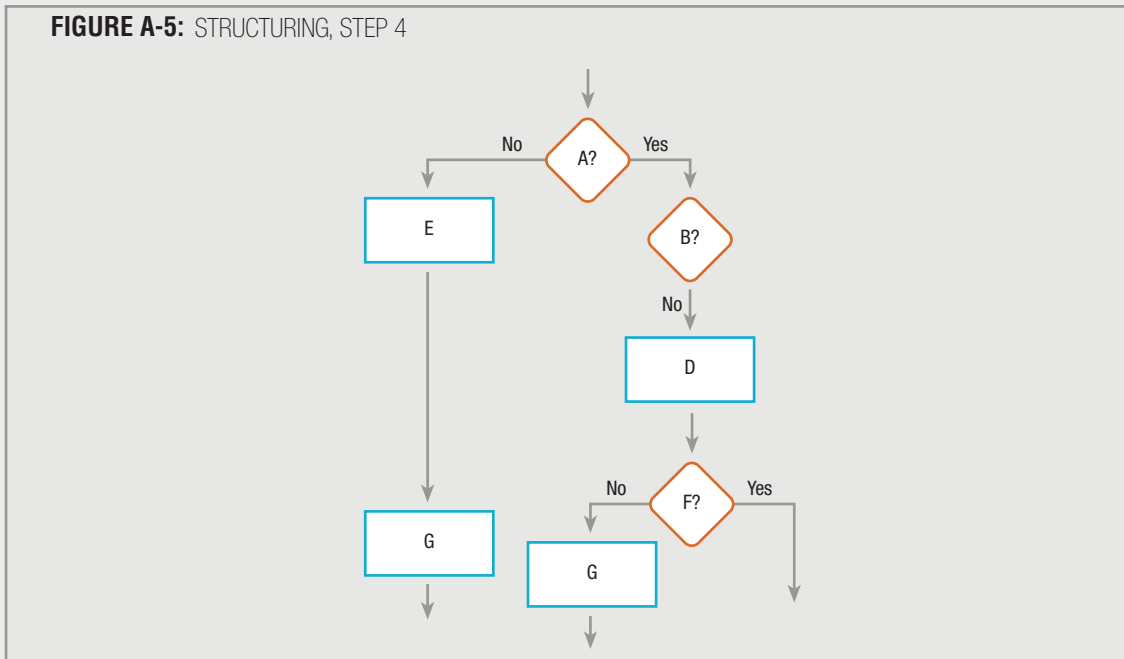 FIGURE A-5: STRUCTURING, STEP 4
No
A?
Yes
E
B?
No
D
No
F?
Yes
G
G